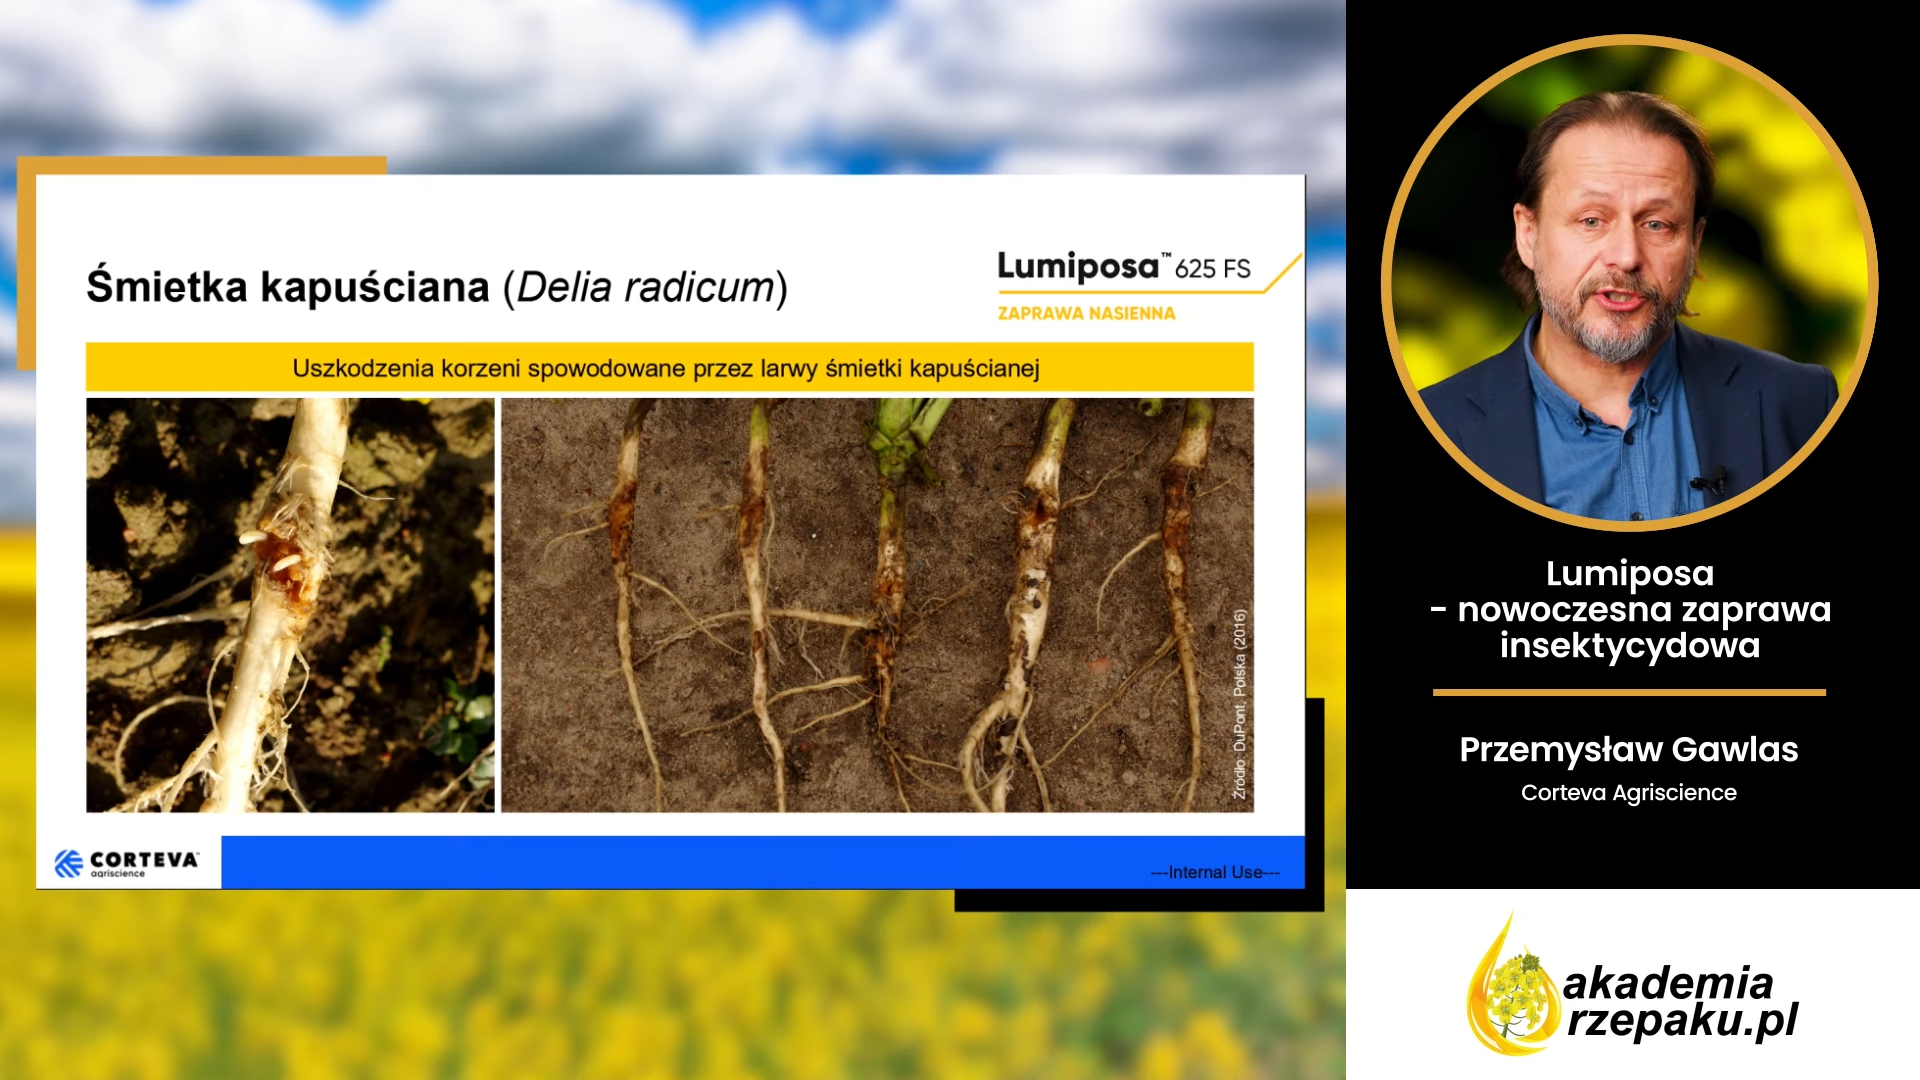 Śmietka kapuściana (Delia radicum)
Lumiposa™ 625 FS
ZAPRAWA NASIENNA
Uszkodzenia korzeni spowodowane przez larwy śmietki kapuścianej
Źródło: DuPont, Polska (2016)
CORTEVA™
agriscience
---Internal Use---
Lumiposa
- nowoczesna zaprawa
insektycydowa
Przemysław Gawlas
Corteva Agriscience
akademia
rzepaku.pl